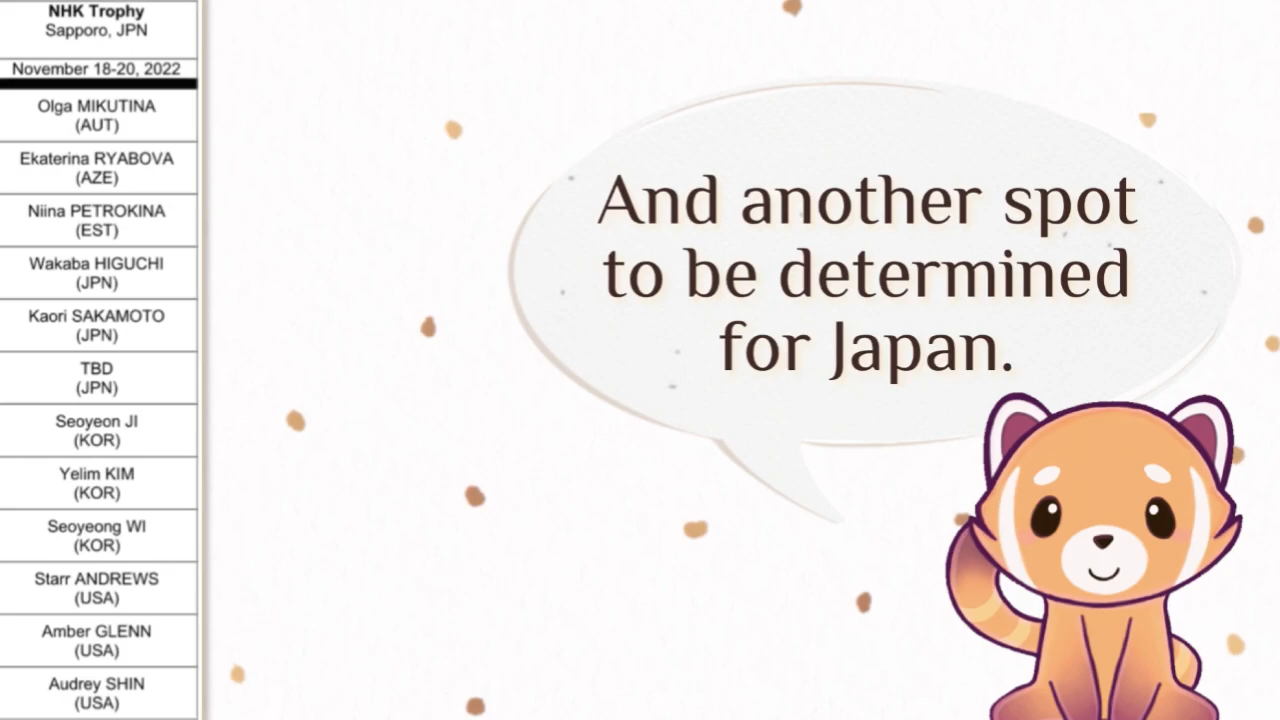 NHK Trophy
Sapporo, JPN
November 18-20, 2022
Olga MIKUTINA
(AUT)
Ekaterina RYABOVA
(AZE)
Niina PETROKINA
(EST)
Wakaba HIGUCHI
(JPN)
Kaori SAKAMOTO
(JPN)
TBD
(JPN)
Seoyeon JI
(KOR)
Yelim KIM
(KOR)
Seoyeong WI
(KOR)
Starr ANDREWS
(USA)
Amber GLENN
(USA)
Audrey SHIN
(USA)
And another spot
to be determined
for Japan.